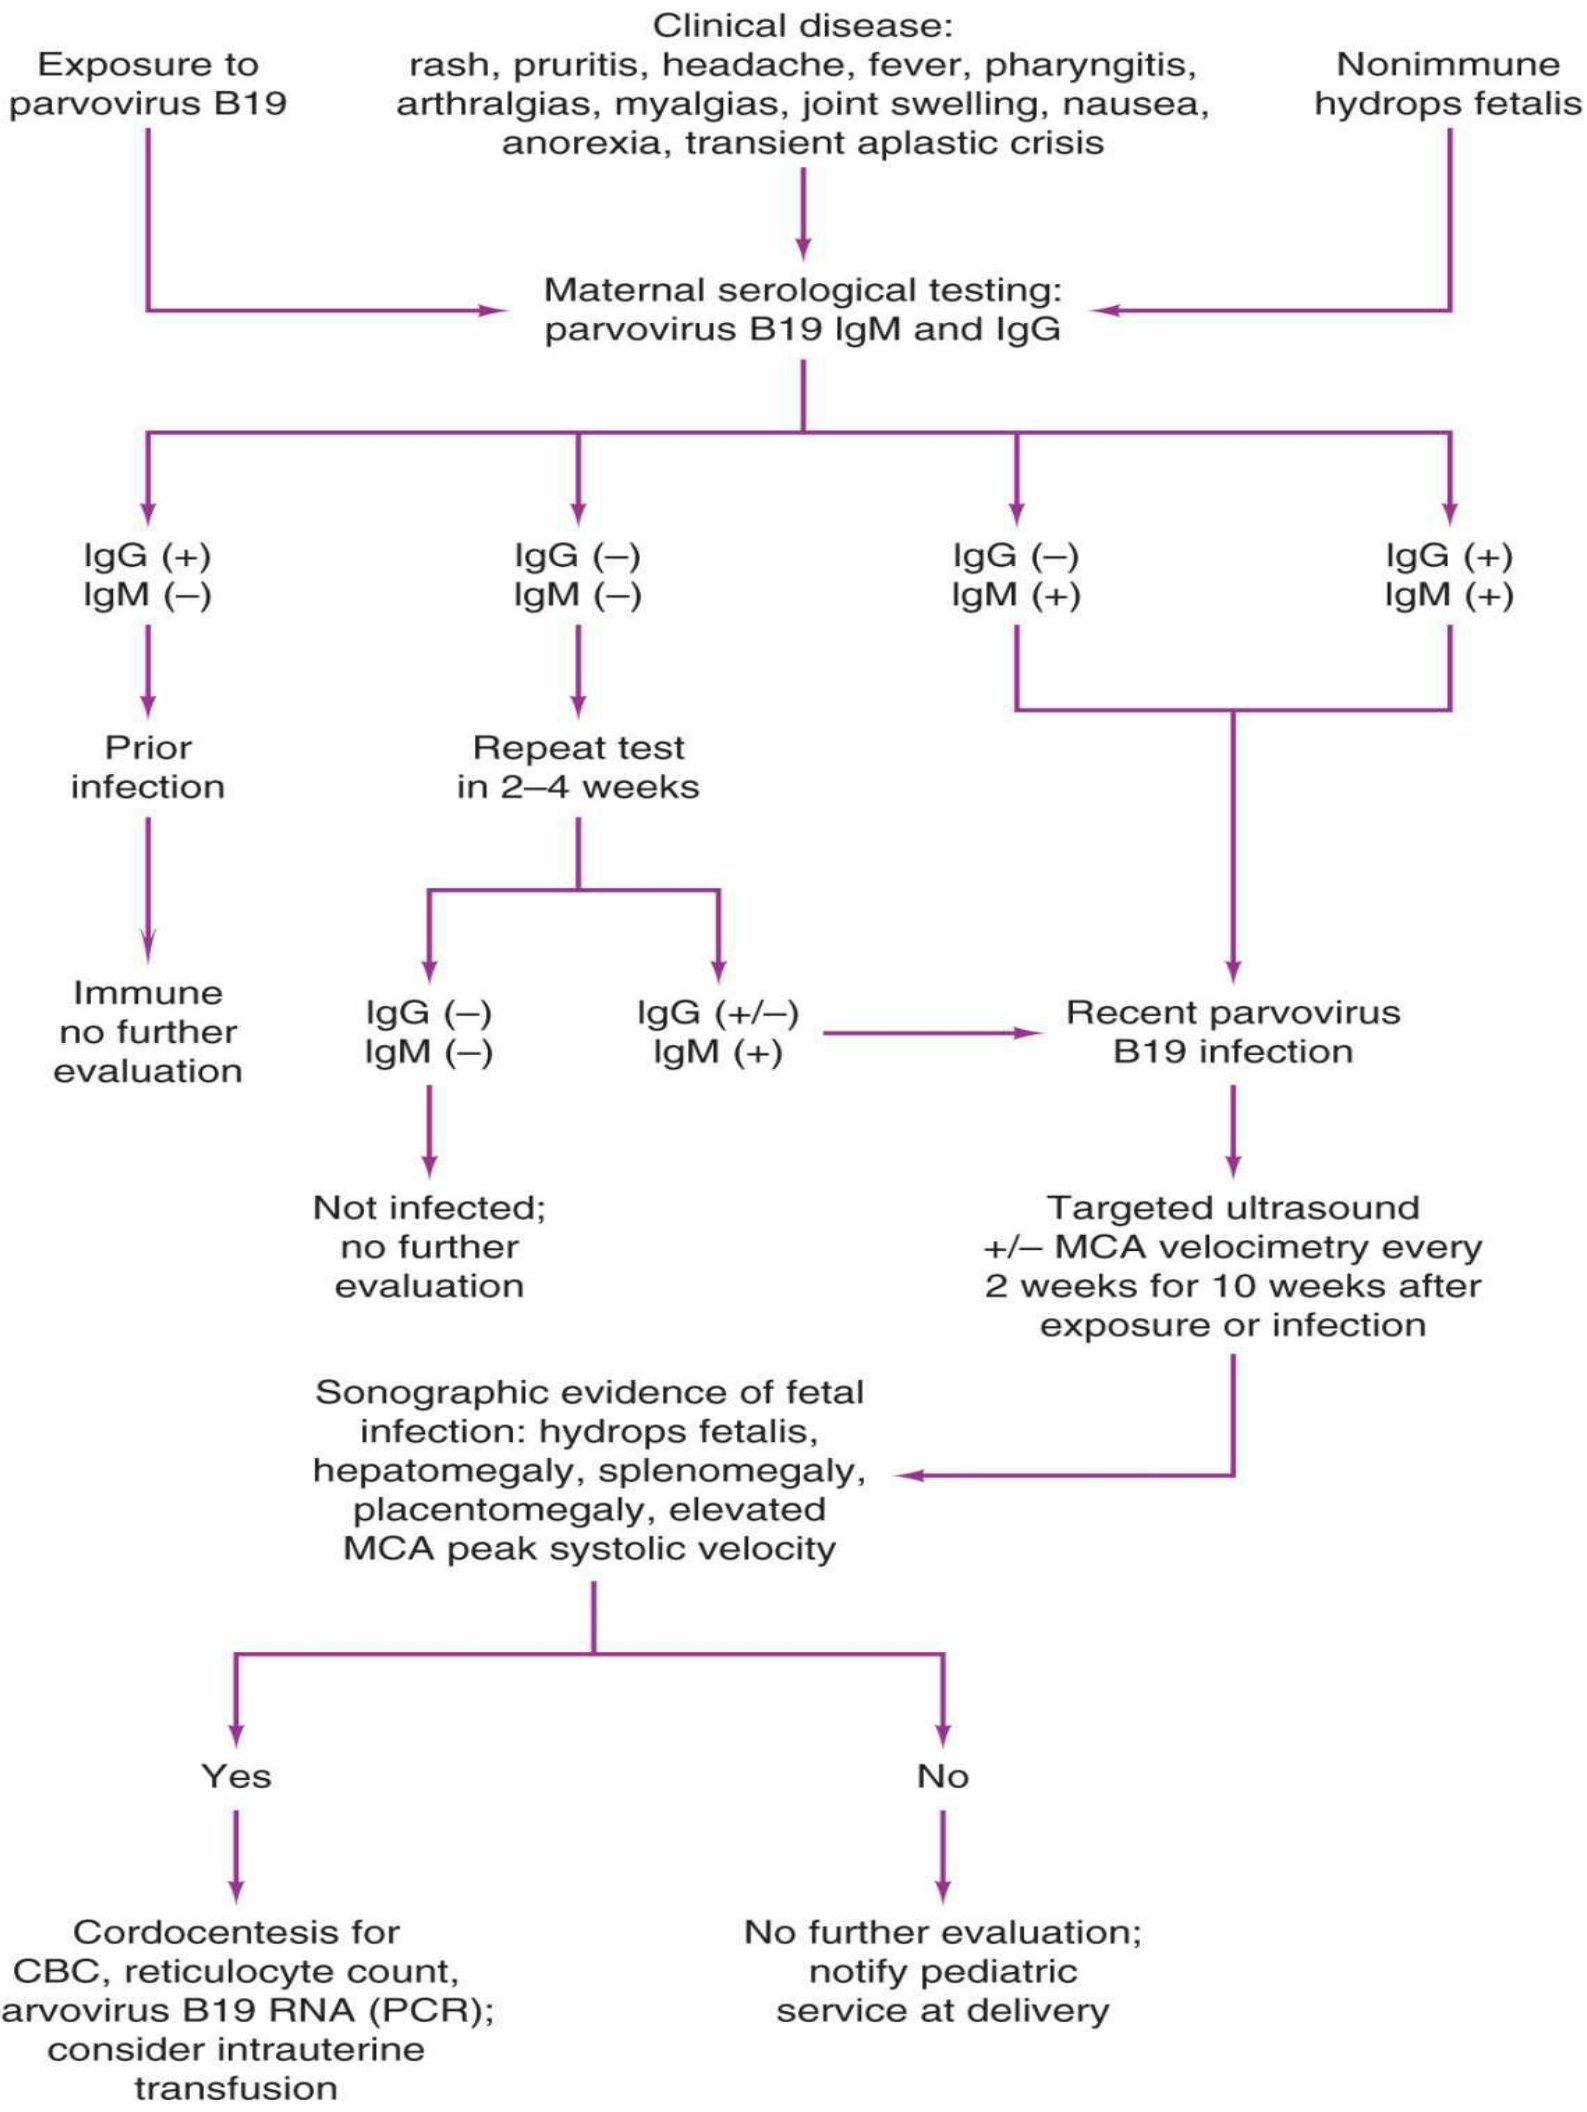 Exposure to
parvovirus B19
Clinical disease:
rash, pruritis, headache, fever, pharyngitis,
arthralgias, myalgias, joint swelling, nausea,
anorexia, transient aplastic crisis
Nonimmune
hydrops fetalis
Maternal serological testing:
parvovirus B19 IgM and IgG
IgG (+)
IgM (–)
IgG (–)
IgM (–)
IgG (–)
IgM (+)
IgG (+)
IgM (+)
Prior
infection
Repeat test
in 2–4 weeks
Immune
no further
evaluation
IgG (–)
IgM (–)
IgG (+/–)
IgM (+)
Recent parvovirus
B19 infection
Not infected;
no further
evaluation
Targeted ultrasound
+/– MCA velocimetry every
2 weeks for 10 weeks after
exposure or infection
Sonographic evidence of fetal
infection: hydrops fetalis,
hepatomegaly, splenomegaly,
placentomegaly, elevated
MCA peak systolic velocity
Yes
No
Cordocentesis for
CBC, reticulocyte count,
arvovirus B19 RNA (PCR);
consider intrauterine
transfusion
No further evaluation;
notify pediatric
service at delivery